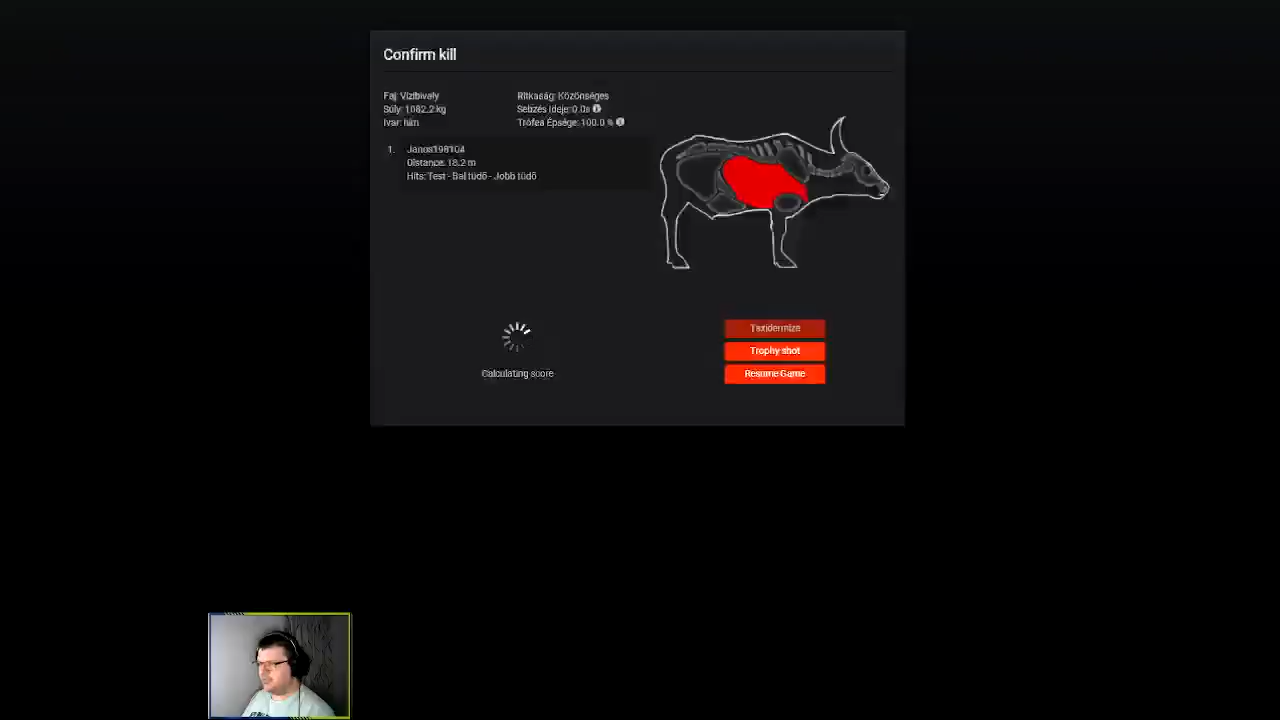 Confirm kill
Faj: Vízibivaly
Súly: 1082.2 kg
Ivar: hím
Ritkaság: Közönséges
Sebzés ideje: 0.0s
Trófea Épsége: 100.0 %
1. Janos198104
Distance: 18.2 m
Hits: Test - Bal tüdő - Jobb tüdő
Calculating score
Taxidermize
Trophy shot
Resume Game